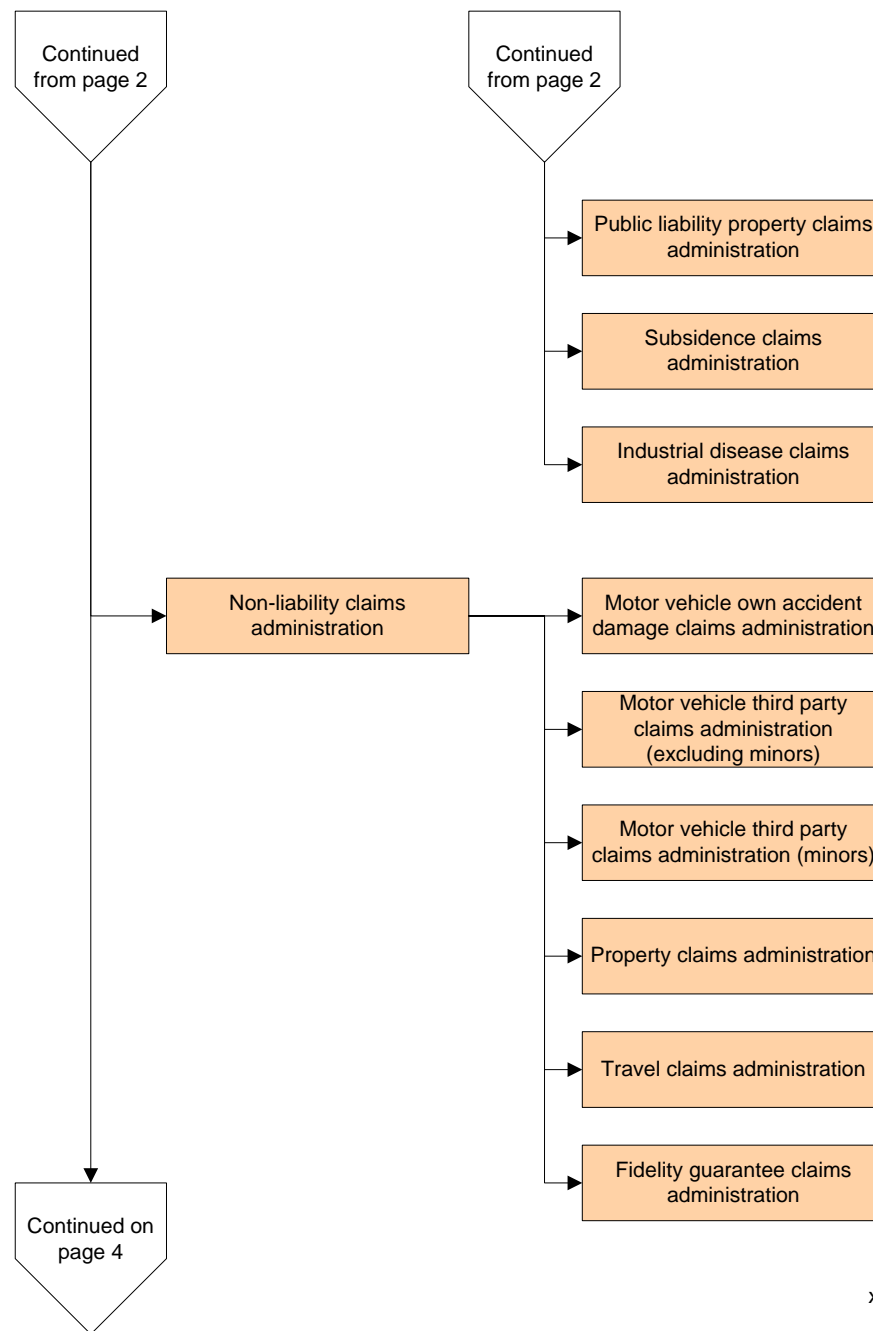 Continued
from page 2
Continued
from page 2
Public liability property claims
administration
Subsidence claims
administration
Industrial disease claims
administration
Non-liability claims
administration
Motor vehicle own accident
damage claims administration
Motor vehicle third party
claims administration
(excluding minors)
Motor vehicle third party
claims administration (minors)
Property claims administration
Travel claims administration
Fidelity guarantee claims
administration
Continued on
page 4
x